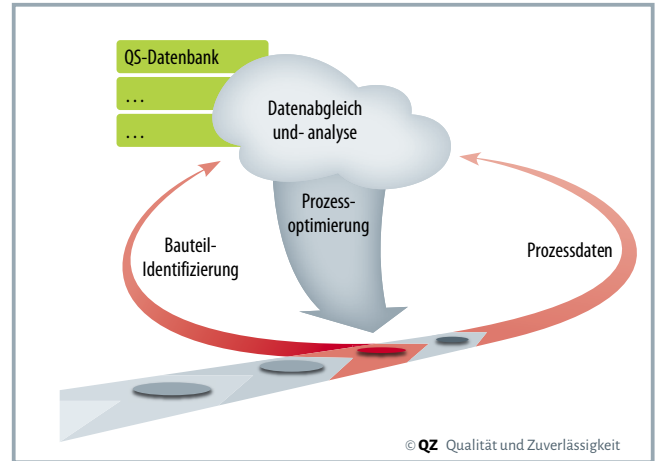 QS-Datenbank
...
...
Datenabgleich
und- analyse
Prozess-
optimierung
Bauteil-
Identifizierung
Prozessdaten
© QZ Qualität und Zuverlässigkeit